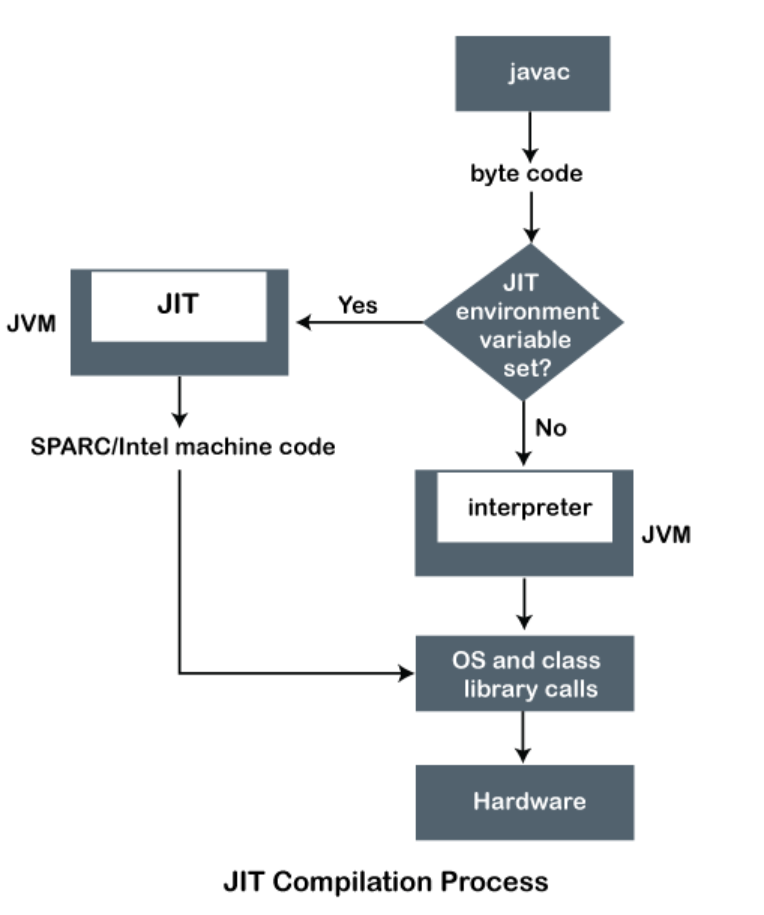 javac
byte code
JIT
environment
variable
set?
Yes
JIT
JVM
No
SPARC/Intel machine code
interpreter
JVM
OS and class
library calls
Hardware
JIT Compilation Process